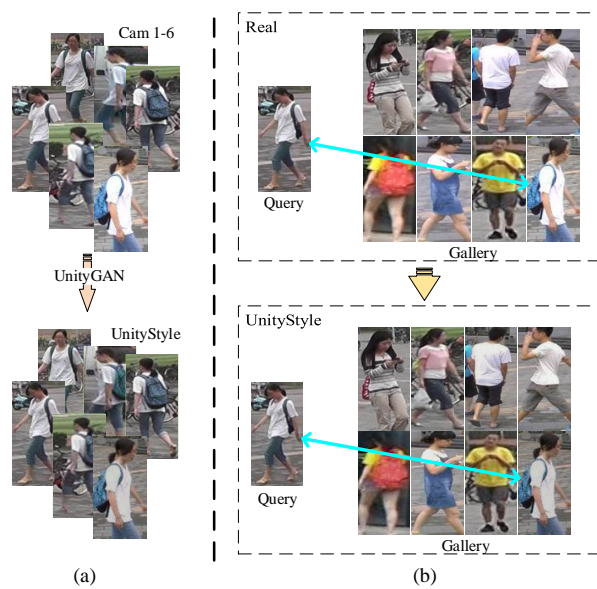 Cam 1-6
UnityGAN
UnityStyle
(a)
Real
Query
Gallery
UnityStyle
Query
Gallery
(b)